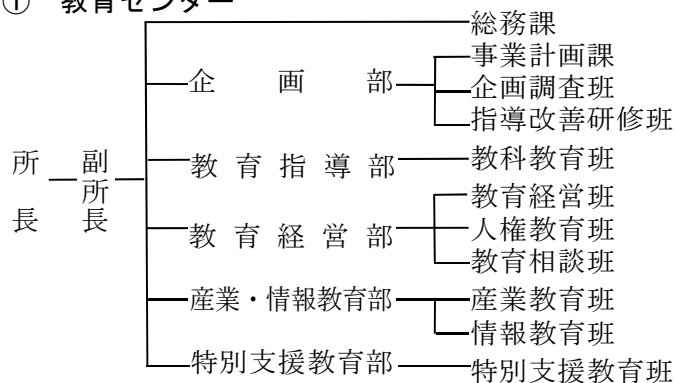 ① 教育センター
総務課
企画部
事業計画課
企画調査班
指導改善研修班
所長
副所長
教育指導部
教科教育班
教育経営部
教育経営班
人権教育班
教育相談班
産業・情報教育部
産業教育班
情報教育班
特別支援教育部
特別支援教育班